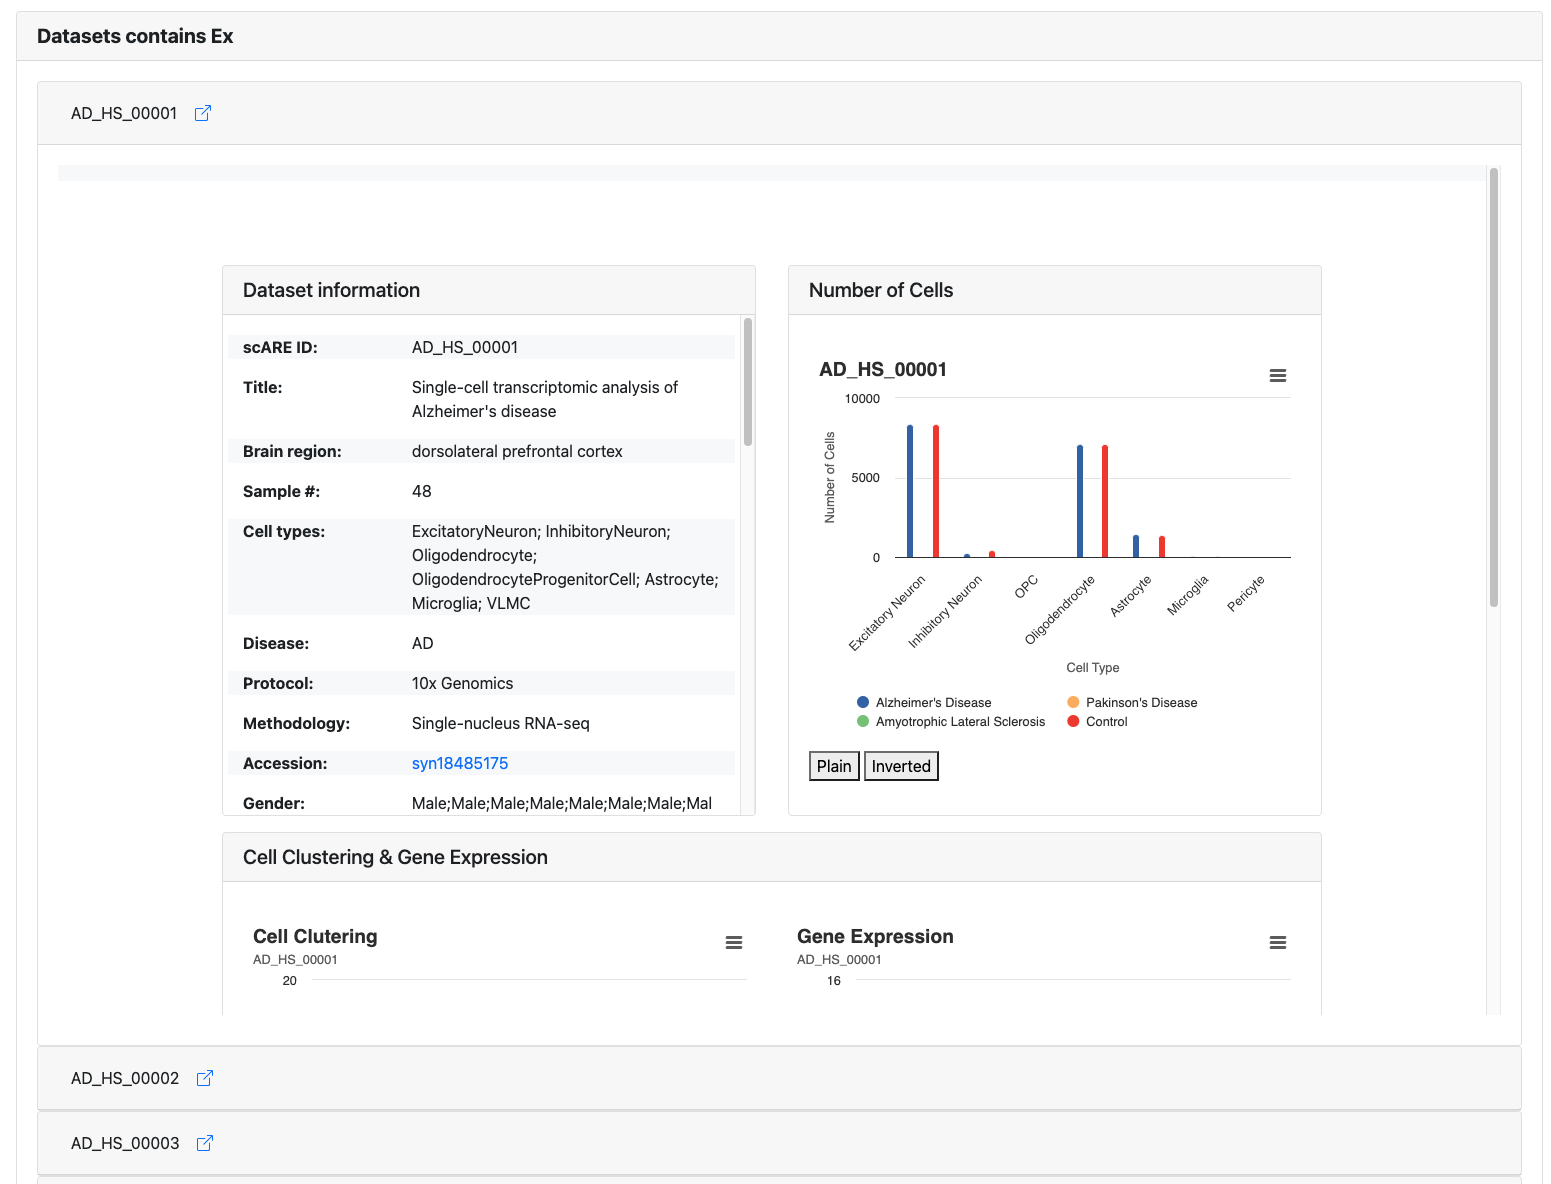 Datasets contains Ex
AD_HS_00001
Dataset information
scARE ID: AD_HS_00001
Title: Single-cell transcriptomic analysis of
Alzheimer's disease
Brain region: dorsolateral prefrontal cortex
Sample #: 48
Cell types: ExcitatoryNeuron; InhibitoryNeuron;
Oligodendrocyte;
OligodendrocyteProgenitorCell; Astrocyte;
Microglia; VLMC
Disease: AD
Protocol: 10x Genomics
Methodology: Single-nucleus RNA-seq
Accession: syn18485175
Gender: Male;Male;Male;Male;Male;Male;Male;Mal
Number of Cells
AD_HS_00001
10000
5000
0
Number of Cells
Excitatory Neuron
Inhibitory Neuron
OPC
Oligodendrocyte
Astrocyte
Microglia
Pericyte
Cell Type
Alzheimer's Disease
Pakinson's Disease
Amyotrophic Lateral Sclerosis
Control
Plain Inverted
Cell Clustering & Gene Expression
Cell Clutering
AD_HS_00001
20
Gene Expression
AD_HS_00001
16
AD_HS_00002
AD_HS_00003